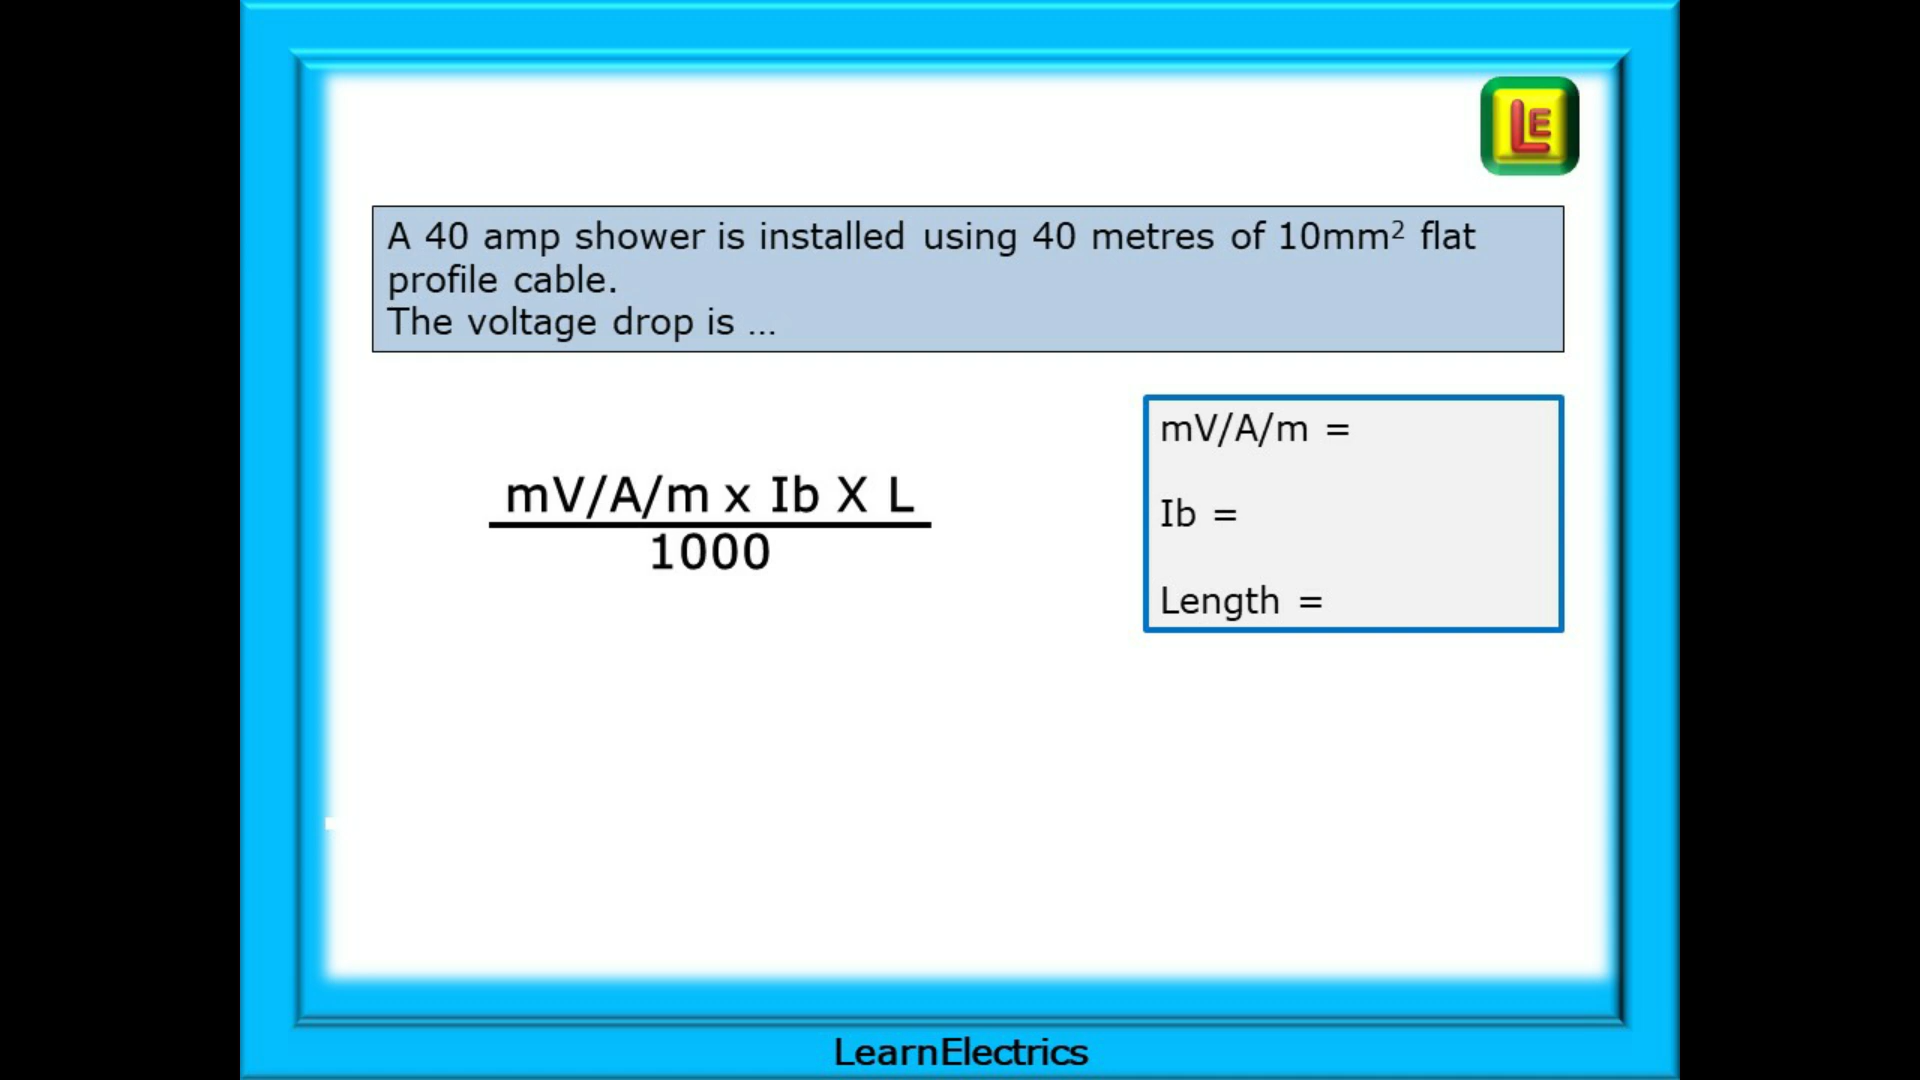 LE
A 40 amp shower is installed using 40 metres of 10mm² flat
profile cable.
The voltage drop is ...
mV/A/m x Ib X L
1000
mV/A/m =
Ib =
Length =
LearnElectrics